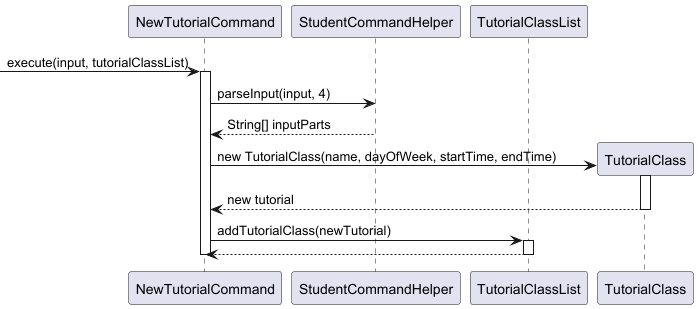 NewTutorialCommand
StudentCommandHelper
TutorialClassList
execute(input, tutorialClassList)
parseInput(input, 4)
String[] inputParts
new TutorialClass(name, dayOfWeek, startTime, endTime)
TutorialClass
new tutorial
addTutorialClass(newTutorial)
NewTutorialCommand
StudentCommandHelper
TutorialClassList
TutorialClass